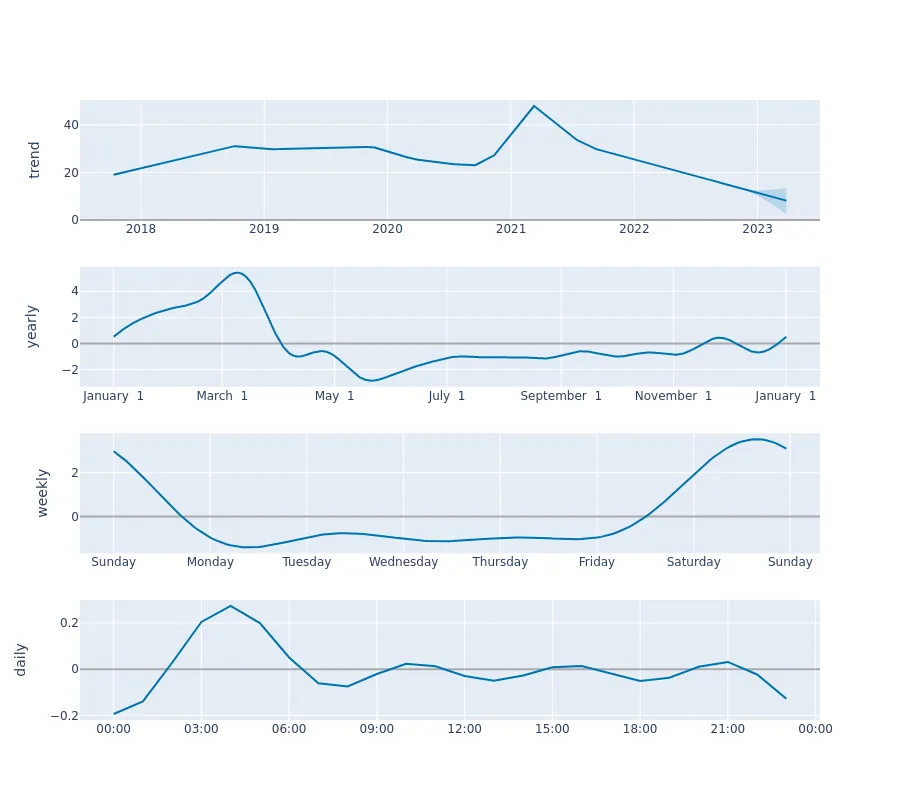 trend
40
20
0
2018 2019 2020 2021 2022 2023
yearly
4
2
0
−2
January 1 March 1 May 1 July 1 September 1 November 1 January 1
weekly
2
0
Sunday Monday Tuesday Wednesday Thursday Friday Saturday Sunday
daily
0.2
0
−0.2
00:00 03:00 06:00 09:00 12:00 15:00 18:00 21:00 00:00